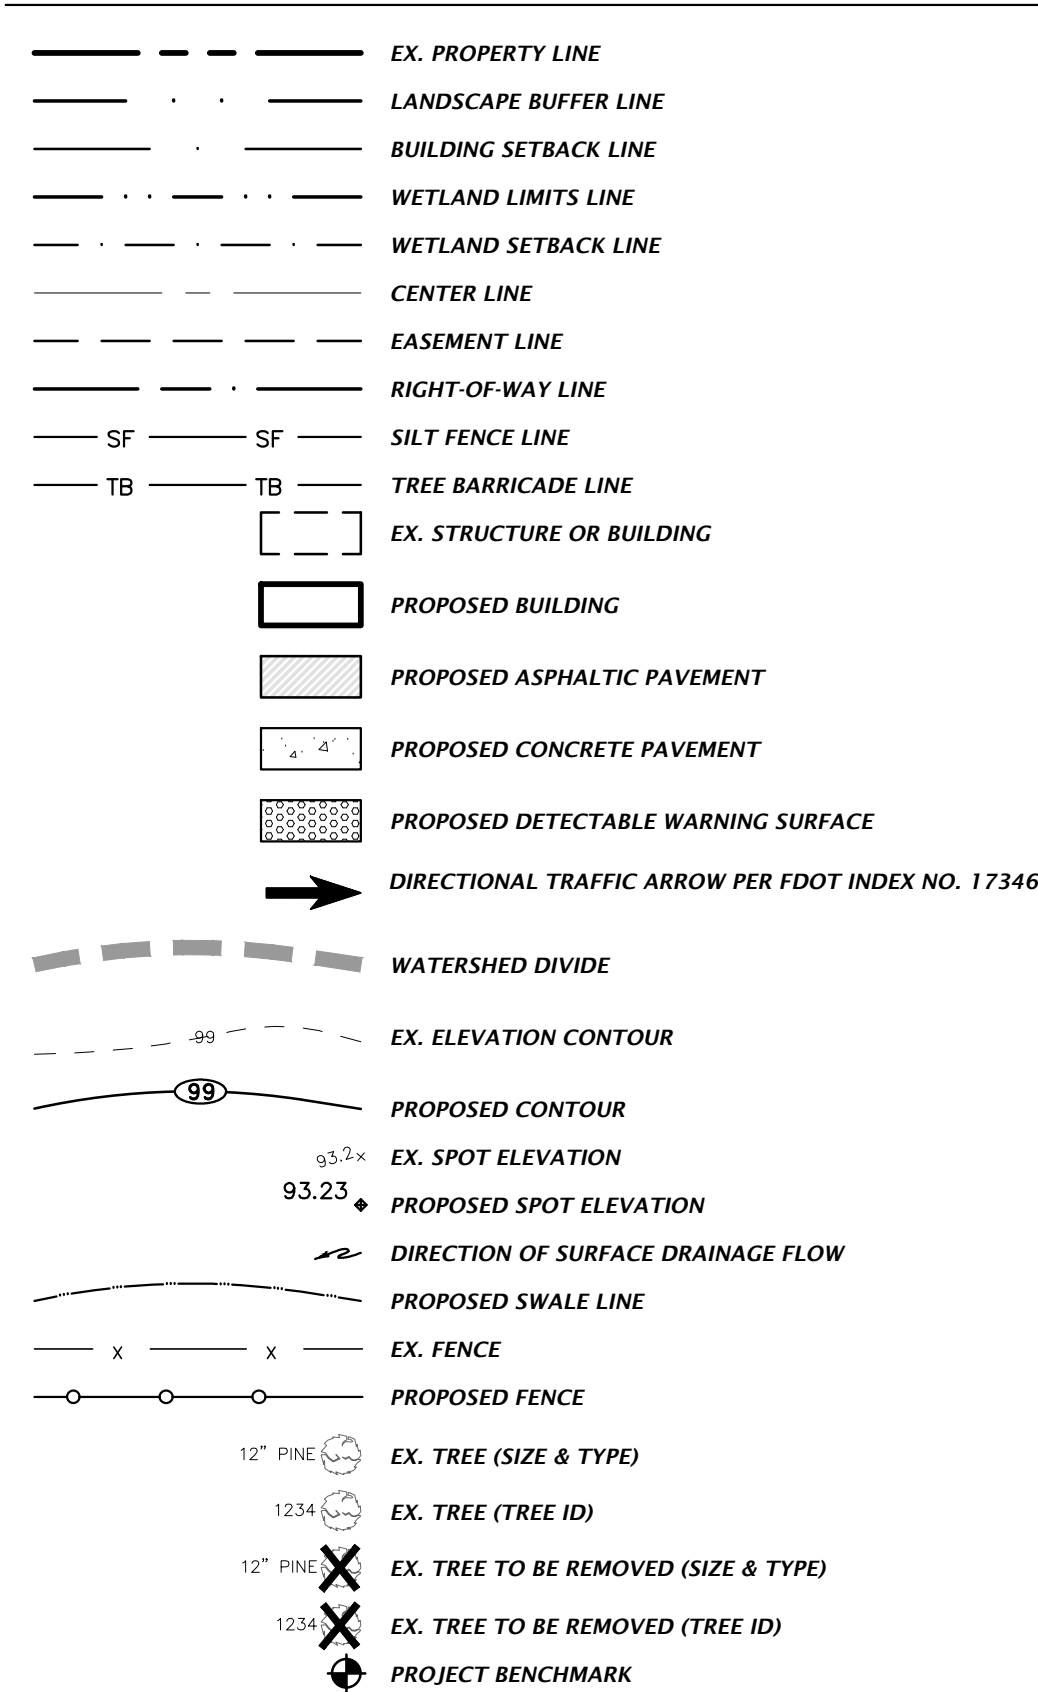 EX. PROPERTY LINE
LANDSCAPE BUFFER LINE
BUILDING SETBACK LINE
WETLAND LIMITS LINE
WETLAND SETBACK LINE
CENTER LINE
EASEMENT LINE
RIGHT-OF-WAY LINE
SF SF SILT FENCE LINE
TB TB TREE BARRICADE LINE
EX. STRUCTURE OR BUILDING
PROPOSED BUILDING
PROPOSED ASPHALTIC PAVEMENT
PROPOSED CONCRETE PAVEMENT
PROPOSED DETECTABLE WARNING SURFACE
DIRECTIONAL TRAFFIC ARROW PER FDOT INDEX NO. 17346
WATERSHED DIVIDE
99 EX. ELEVATION CONTOUR
99 PROPOSED CONTOUR
93.2x EX. SPOT ELEVATION
93.23 PROPOSED SPOT ELEVATION
DIRECTION OF SURFACE DRAINAGE FLOW
PROPOSED SWALE LINE
x x EX. FENCE
PROPOSED FENCE
12" PINE EX. TREE (SIZE & TYPE)
1234 EX. TREE (TREE ID)
12" PINE EX. TREE TO BE REMOVED (SIZE & TYPE)
1234 EX. TREE TO BE REMOVED (TREE ID)
PROJECT BENCHMARK